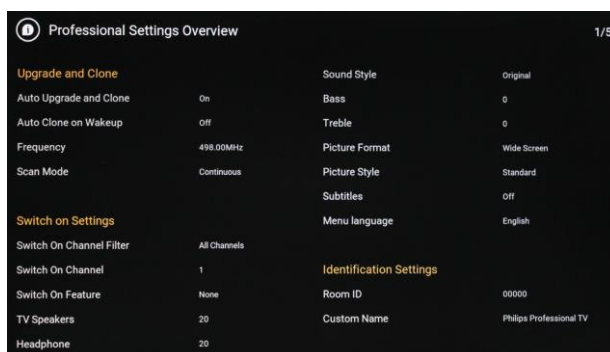 Professional Settings Overview
1/5
Upgrade and Clone
Auto Upgrade and Clone On
Auto Clone on Wakeup Off
Frequency 498.00MHz
Scan Mode Continuous
Switch on Settings
Switch On Channel Filter All Channels
Switch On Channel 1
Switch On Feature None
TV Speakers 20
Headphone 20
Sound Style Original
Bass 0
Treble 0
Picture Format Wide Screen
Picture Style Standard
Subtitles Off
Menu language English
Identification Settings
Room ID 00000
Custom Name Philips Professional TV